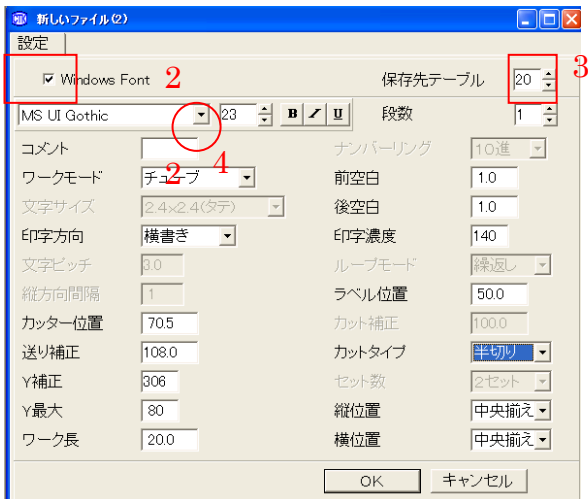 新しいファイル(2)
設定
Windows Font 2 保存先テーブル 20 3
MS UI Gothic 23 B I U 段数 1
4
コメント ナンバーリング 10進
ワークモード チューブ 2 前空白 1.0
文字サイズ 2.4×2.4(タテ) 後空白 1.0
印字方向 横書き 印字濃度 140
文字ピッチ 3.0 ループモード 繰返し
縦方向間隔 1 ラベル位置 50.0
カッター位置 70.5 カット補正 100.0
送り補正 108.0 カットタイプ 半切り
Y補正 306 セット数 2セット
Y最大 80 縦位置 中央揃え
ワーク長 20.0 横位置 中央揃え
OK キャンセル